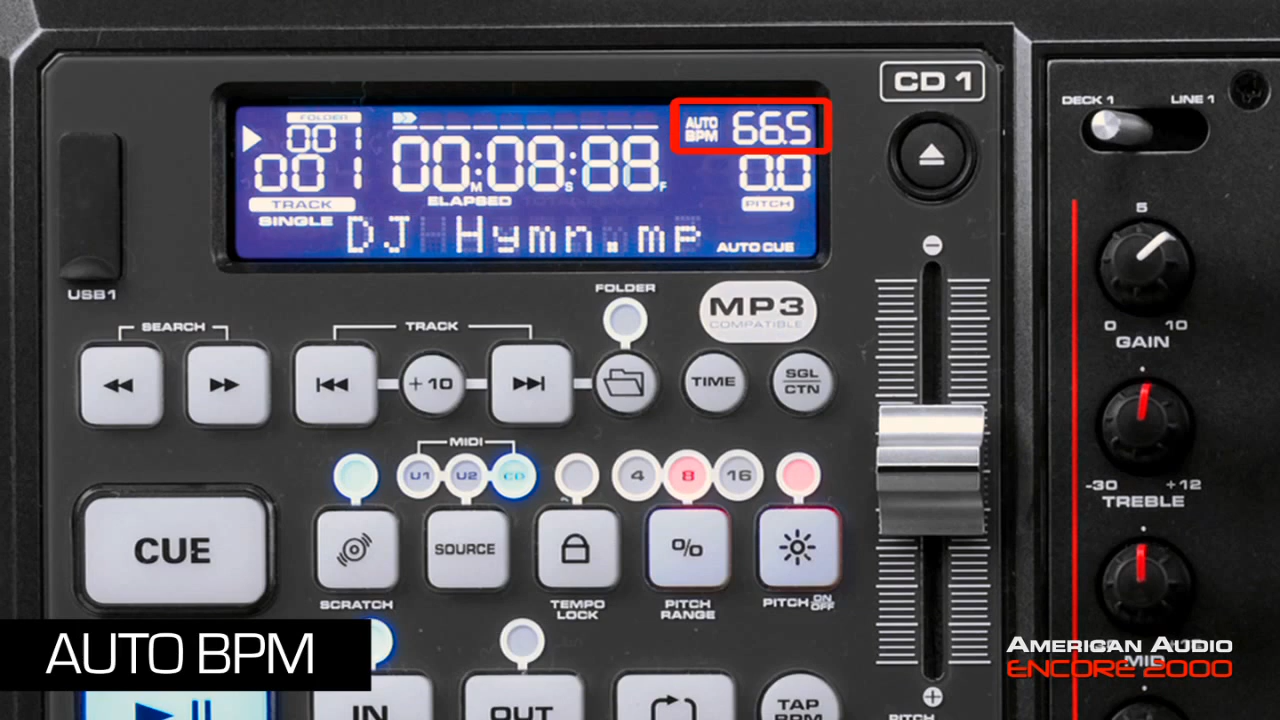 CD 1
DECK 1
LINE 1
FOLDER
001
AUTO
BPM
66.5
001
00:08:88
M
S
F
0.0
TRACK
ELAPSED
PITCH
SINGLE
DJ Hymn.mp
AUTO CUE
5
USB1
FOLDER
MP3
COMPATIBLE
SEARCH
TRACK
0
10
GAIN
+10
TIME
SGL
CTN
MIDI
U1
U2
CD
4
8
16
-30
+12
TREBLE
CUE
SOURCE
%
SCRATCH
TEMPO
LOCK
PITCH
RANGE
PITCH ON
OFF
AUTO BPM
AMERICAN AUDIO
ENCORE 2000
MID
IN
OUT
TAP
BPM
PITCH